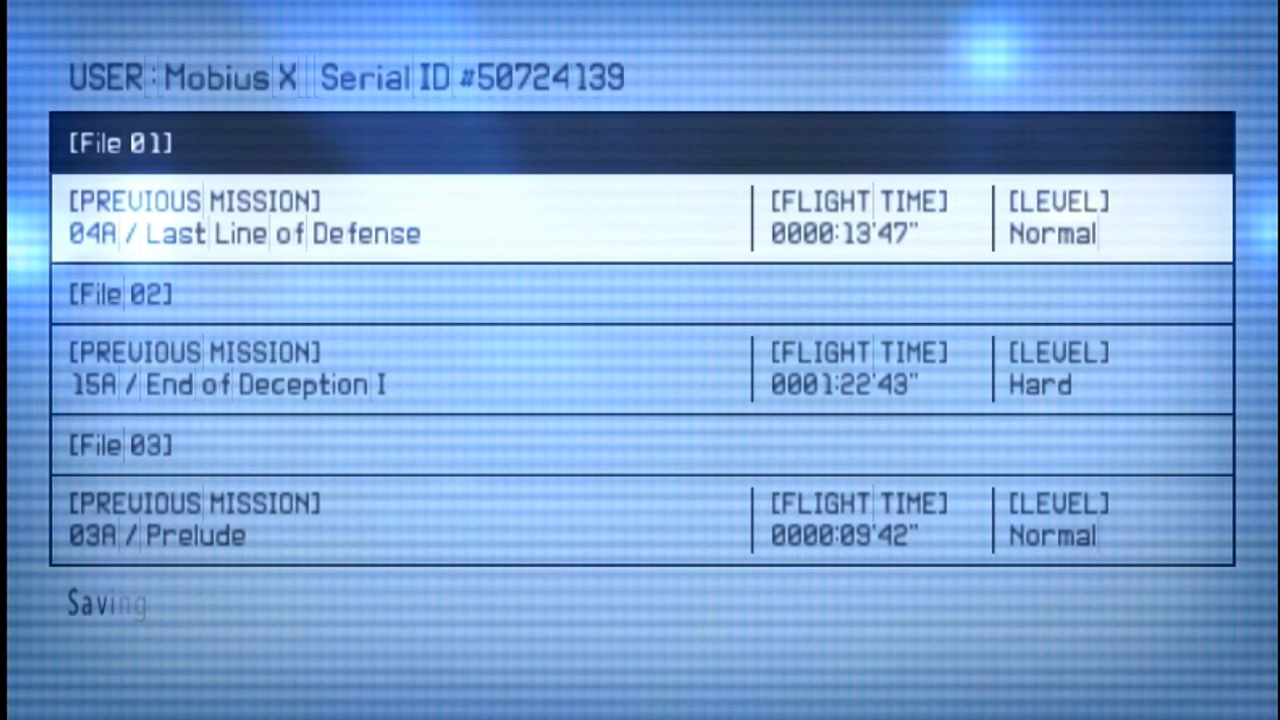 USER : Mobius X  Serial ID #50724139
[File 01]
[PREVIOUS MISSION] [FLIGHT TIME] [LEVEL]
04A / Last Line of Defense 0000:13'47" Normal
[File 02]
[PREVIOUS MISSION] [FLIGHT TIME] [LEVEL]
15A / End of Deception I 0001:22'43" Hard
[File 03]
[PREVIOUS MISSION] [FLIGHT TIME] [LEVEL]
03A / Prelude 0000:09'42" Normal
Saving